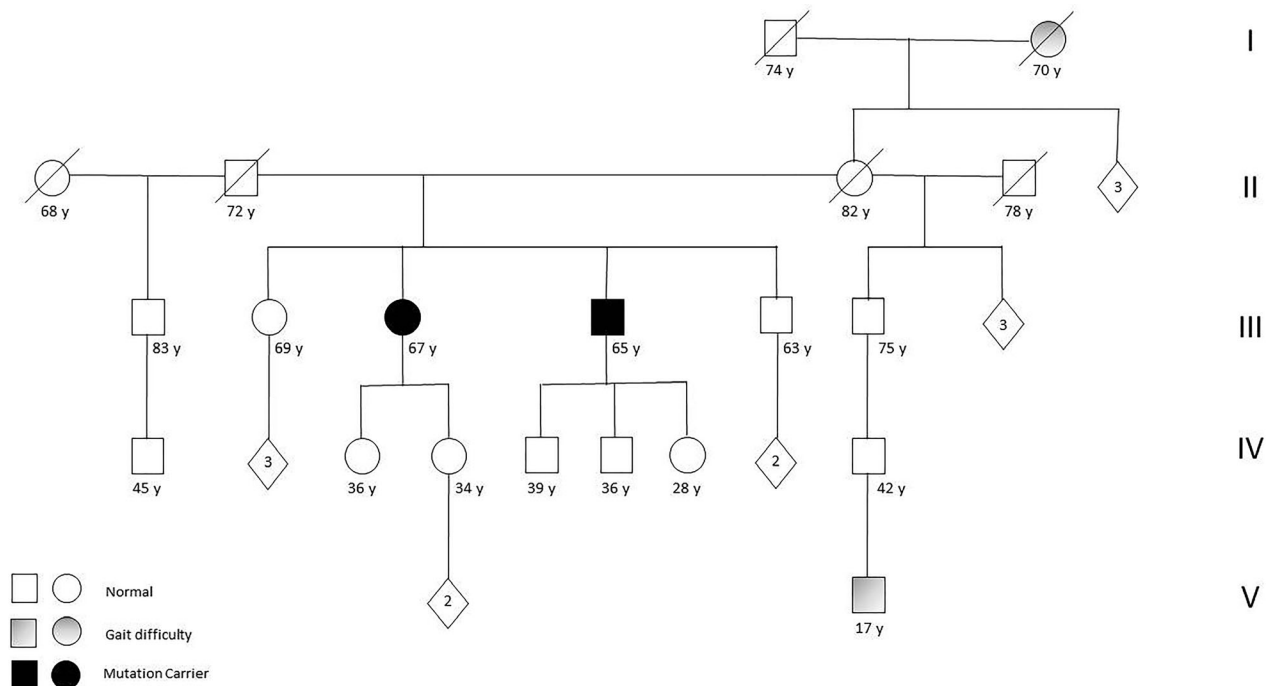 I
74 y 70 y
68 y 72 y 82 y 78 y 3 II
83 y 69 y 67 y 65 y 63 y 75 y 3 III
45 y 3 36 y 34 y 39 y 36 y 28 y 2 42 y IV
2 17 y V
Normal
Gait difficulty
Mutation Carrier